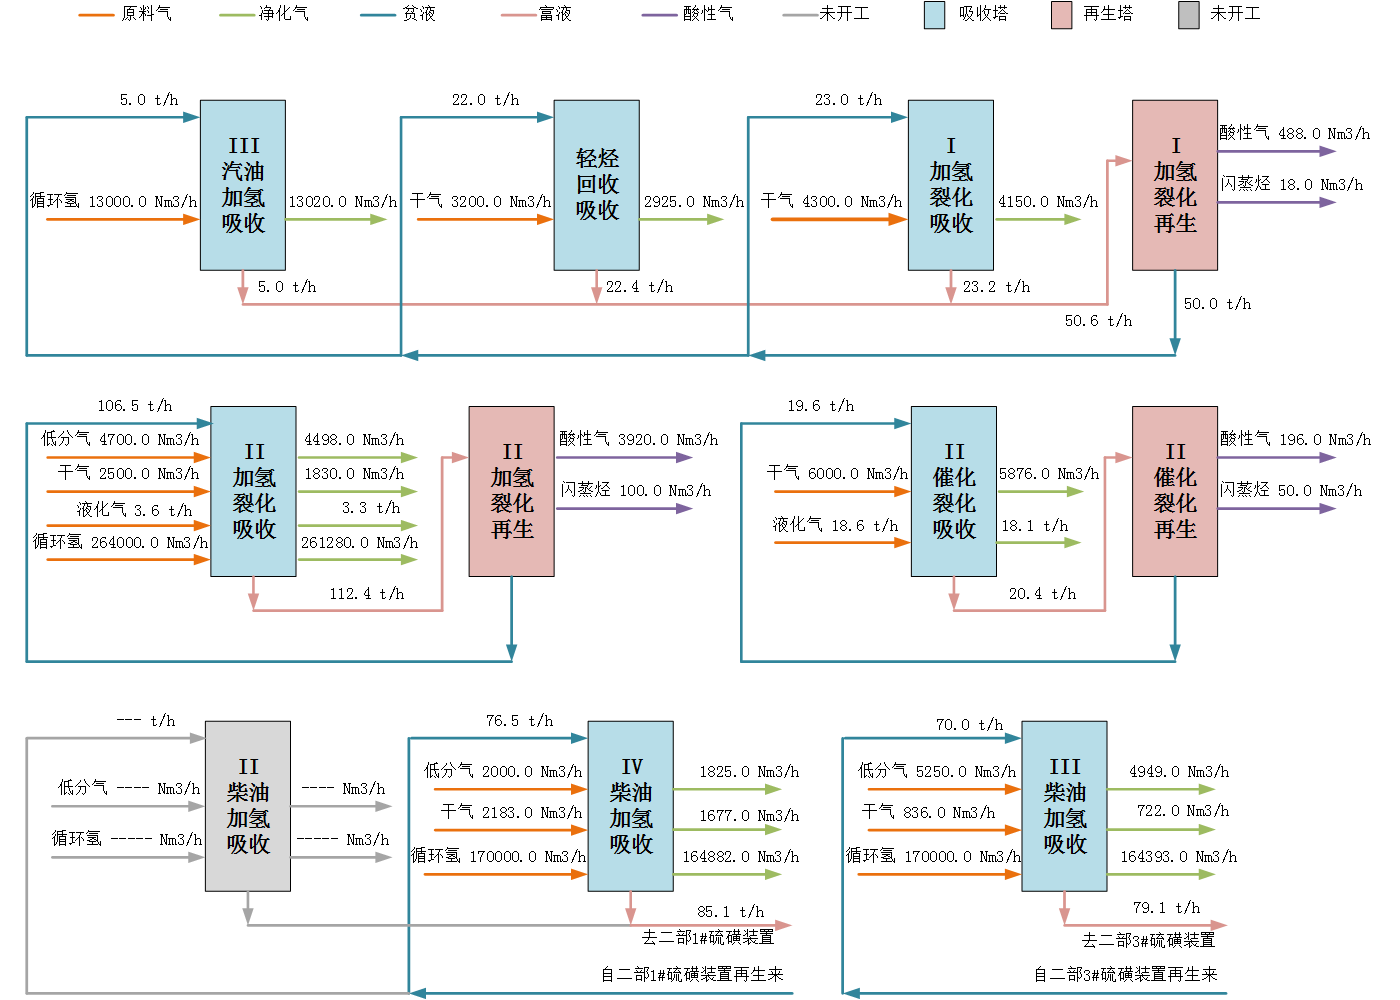 原料气 净化气 贫液 富液 酸性气 未开工 吸收塔 再生塔 未开工
5.0 t/h
III
汽油
加氢
吸收
循环氢 13000.0 Nm3/h
13020.0 Nm3/h
5.0 t/h
22.0 t/h
轻烃
回收
吸收
干气 3200.0 Nm3/h
2925.0 Nm3/h
22.4 t/h
23.0 t/h
I
加氢
裂化
吸收
干气 4300.0 Nm3/h
4150.0 Nm3/h
23.2 t/h
50.6 t/h
I
加氢
裂化
再生
酸性气 488.0 Nm3/h
闪蒸烃 18.0 Nm3/h
50.0 t/h
106.5 t/h
低分气 4700.0 Nm3/h
干气 2500.0 Nm3/h
液化气 3.6 t/h
循环氢 264000.0 Nm3/h
II
加氢
裂化
吸收
4498.0 Nm3/h
1830.0 Nm3/h
3.3 t/h
261280.0 Nm3/h
112.4 t/h
II
加氢
裂化
再生
酸性气 3920.0 Nm3/h
闪蒸烃 100.0 Nm3/h
19.6 t/h
干气 6000.0 Nm3/h
液化气 18.6 t/h
II
催化
裂化
吸收
5876.0 Nm3/h
18.1 t/h
20.4 t/h
II
催化
裂化
再生
酸性气 196.0 Nm3/h
闪蒸烃 50.0 Nm3/h
--- t/h
低分气 ---- Nm3/h
循环氢 ----- Nm3/h
II
柴油
加氢
吸收
---- Nm3/h
----- Nm3/h
76.5 t/h
低分气 2000.0 Nm3/h
干气 2183.0 Nm3/h
循环氢 170000.0 Nm3/h
IV
柴油
加氢
吸收
1825.0 Nm3/h
1677.0 Nm3/h
164882.0 Nm3/h
85.1 t/h
去二部1#硫磺装置
自二部1#硫磺装置再生来
70.0 t/h
低分气 5250.0 Nm3/h
干气 836.0 Nm3/h
循环氢 170000.0 Nm3/h
III
柴油
加氢
吸收
4949.0 Nm3/h
722.0 Nm3/h
164393.0 Nm3/h
79.1 t/h
去二部3#硫磺装置
自二部3#硫磺装置再生来